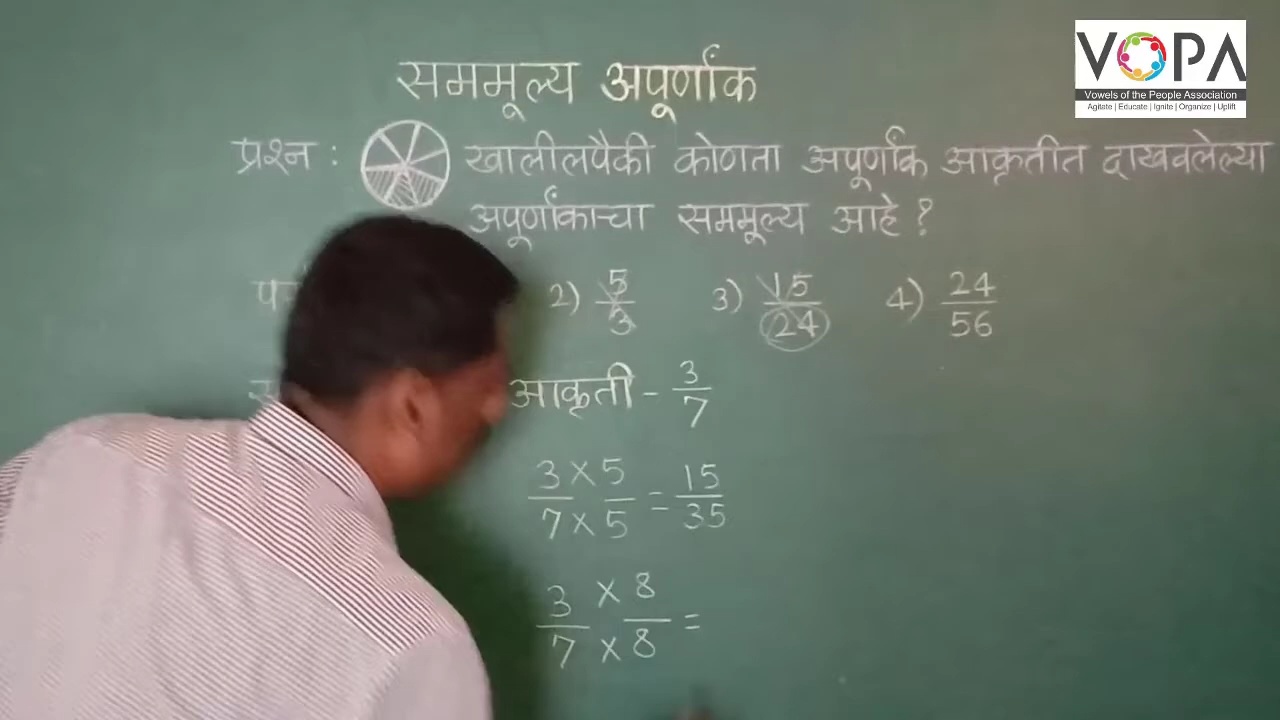 VOPA
Vowels of the People Association
Agitate | Educate | Ignite | Organize | Uplift
सममूल्य अपूर्णांक
प्रश्न : खालीलपैकी कोणता अपूर्णांक आकृतीत दाखवलेल्या
अपूर्णांकाचा सममूल्य आहे ?
2) 5/3 3) 15/24 4) 24/56
आकृती - 3/7
3 × 5 / 7 × 5 = 15/35
3 × 8 / 7 × 8 =